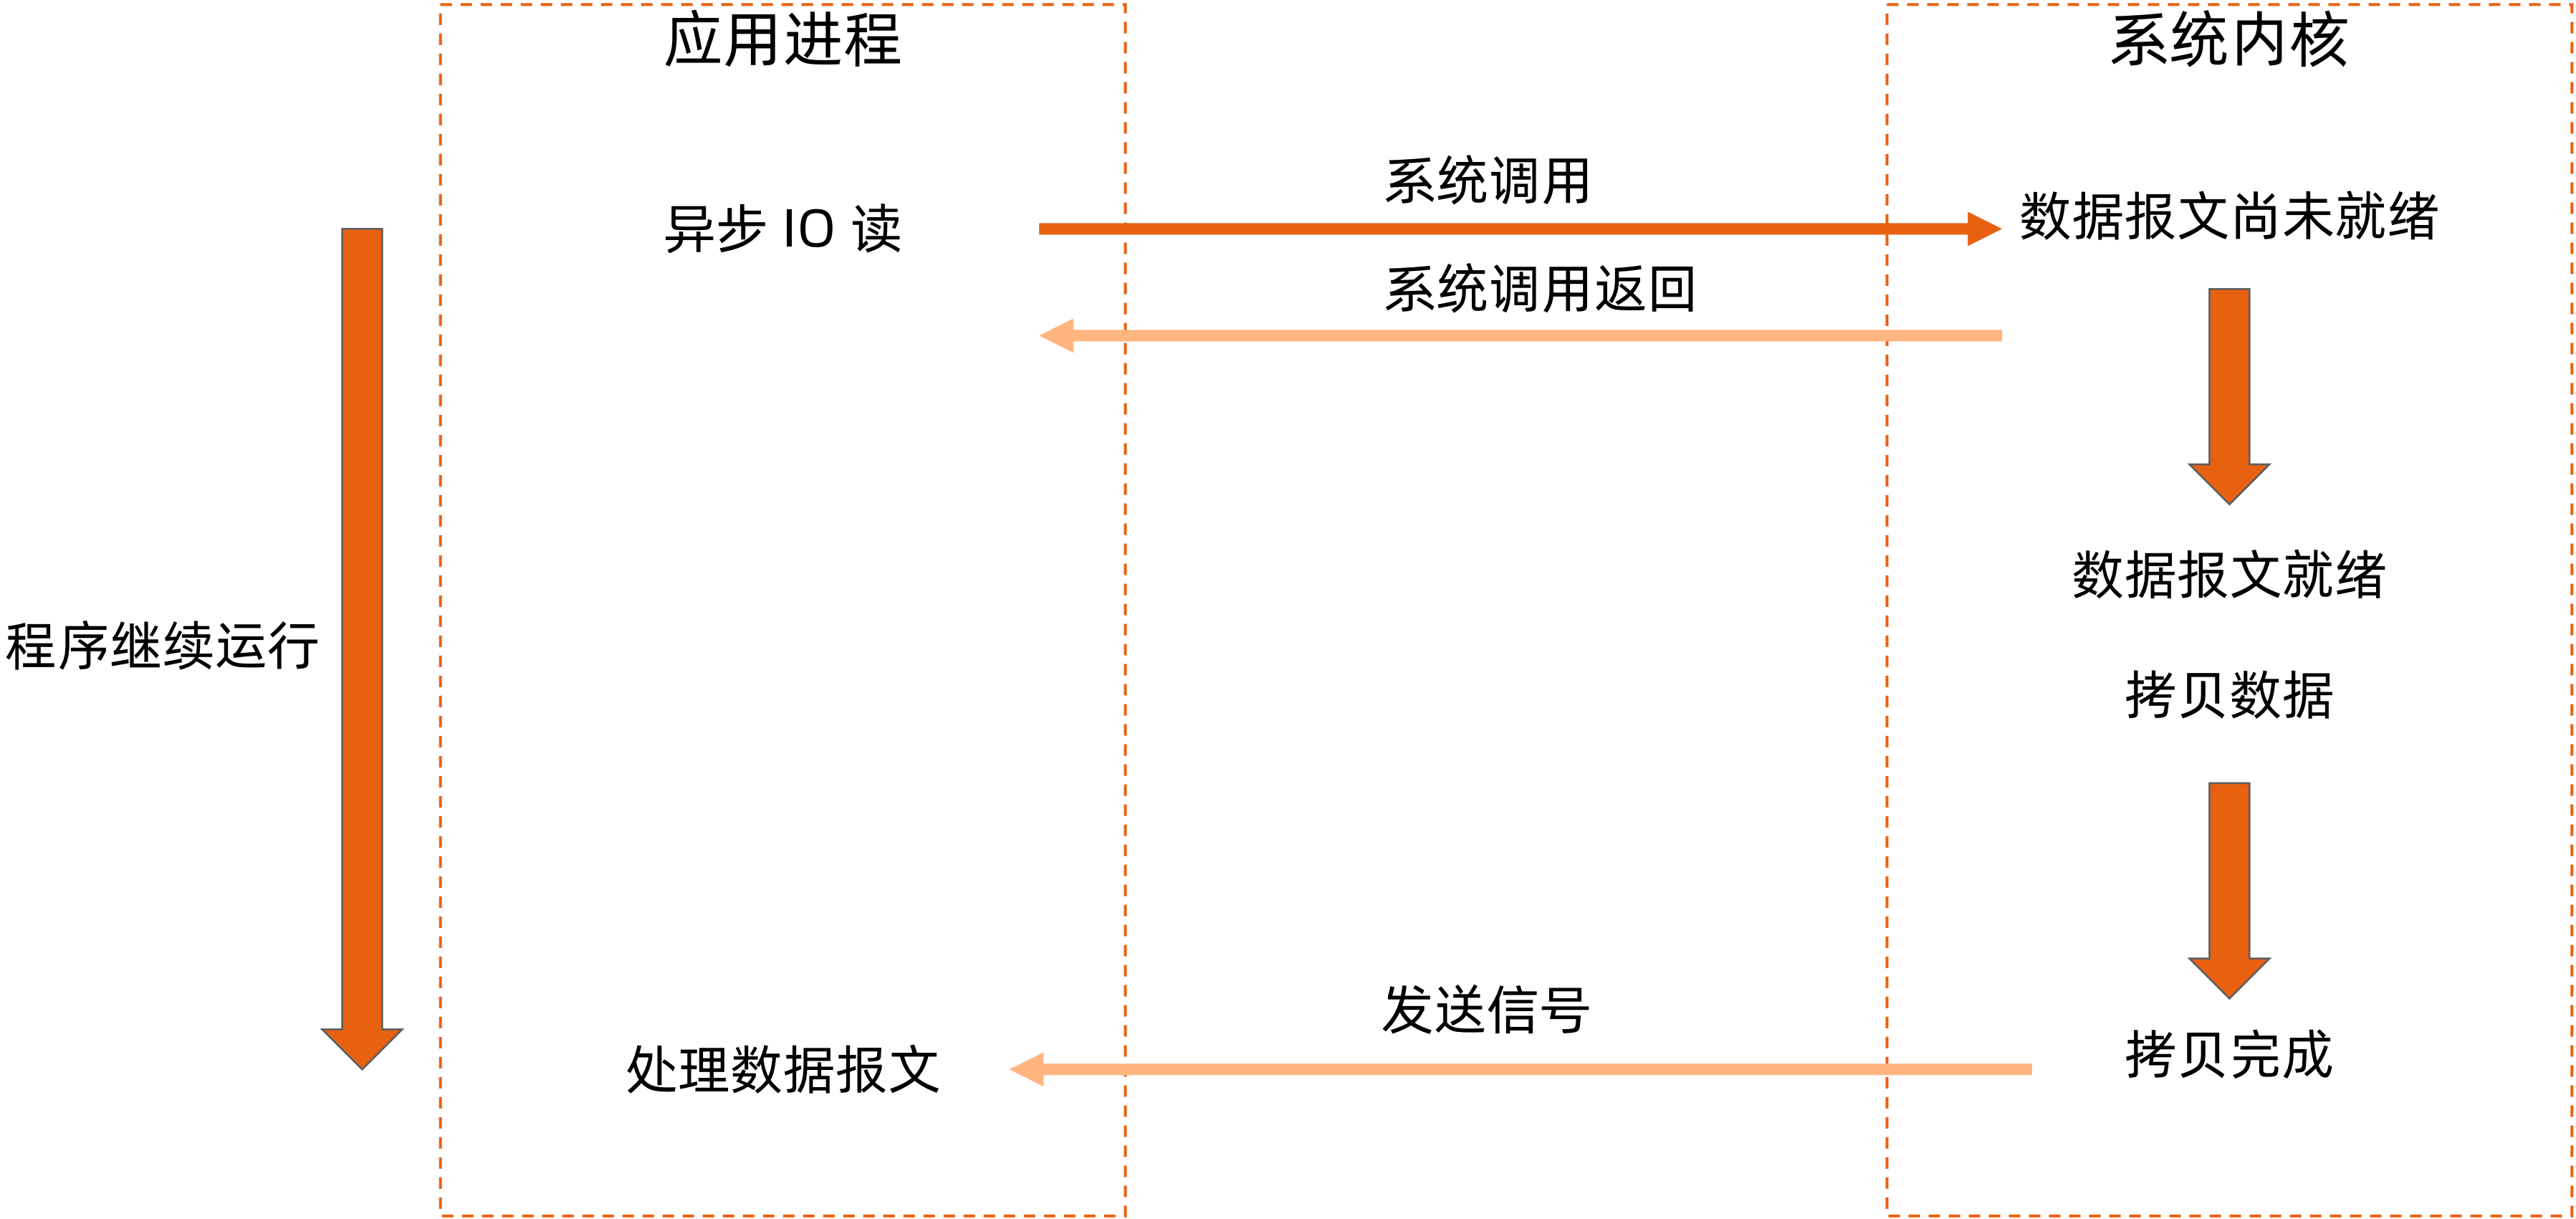 应用进程
系统内核
系统调用
异步 IO 读
数据报文尚未就绪
系统调用返回
数据报文就绪
程序继续运行
拷贝数据
发送信号
处理数据报文
拷贝完成